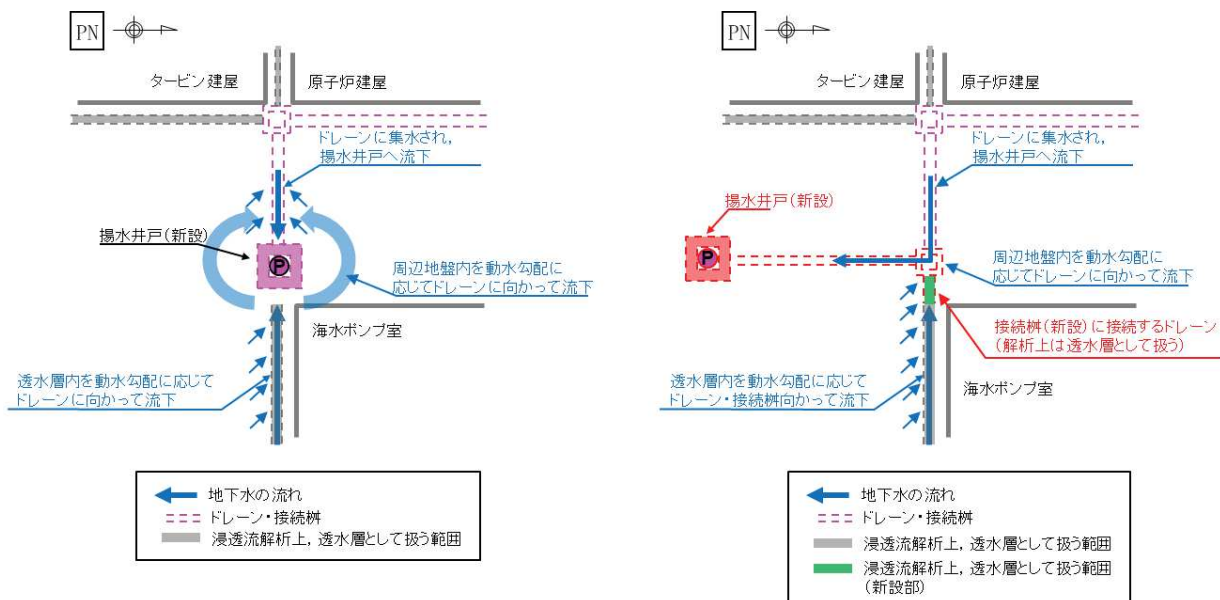 PN
タービン建屋
原子炉建屋
ドレーンに集水され,
揚水井戸へ流下
揚水井戸(新設)
P
周辺地盤内を動水勾配に
応じてドレーンに向かって流下
海水ポンプ室
透水層内を動水勾配に応じて
ドレーンに向かって流下
地下水の流れ
ドレーン・接続桝
浸透流解析上, 透水層として扱う範囲
PN
タービン建屋
原子炉建屋
ドレーンに集水され,
揚水井戸へ流下
揚水井戸(新設)
P
周辺地盤内を動水勾配に
応じてドレーンに向かって流下
接続桝(新設)に接続するドレーン
(解析上は透水層として扱う)
透水層内を動水勾配に応じて
ドレーン・接続桝向かって流下
海水ポンプ室
地下水の流れ
ドレーン・接続桝
浸透流解析上, 透水層として扱う範囲
浸透流解析上, 透水層として扱う範囲
(新設部)